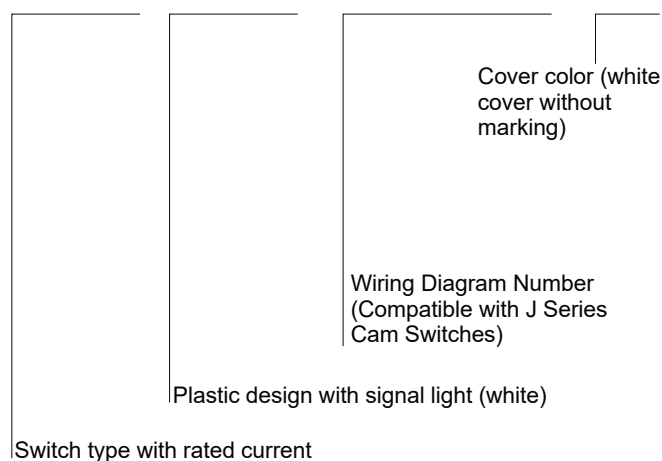 Cover color (white
cover without
marking)
Wiring Diagram Number
(Compatible with J Series
Cam Switches)
Plastic design with signal light (white)
Switch type with rated current